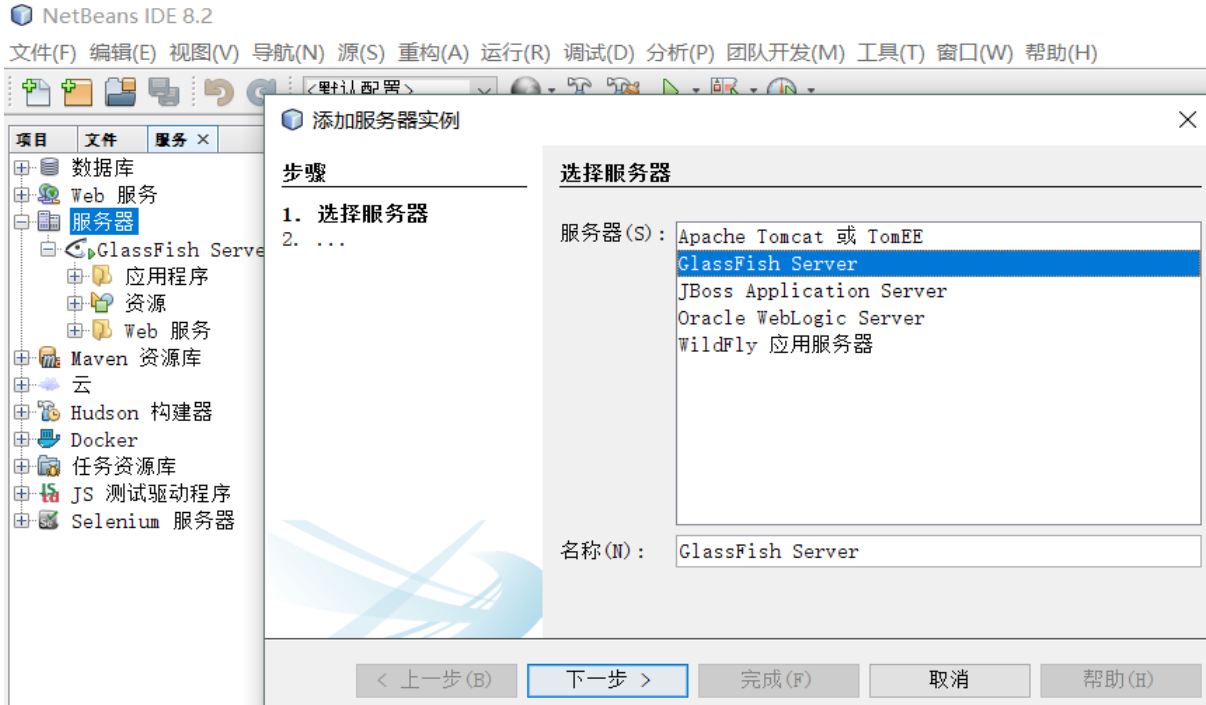 NetBeans IDE 8.2
文件(F) 编辑(E) 视图(V) 导航(N) 源(S) 重构(A) 运行(R) 调试(D) 分析(P) 团队开发(M) 工具(T) 窗口(W) 帮助(H)
<默认配置>
项目 文件 服务
数据库
Web 服务
服务器
GlassFish Serve
应用程序
资源
Web 服务
Maven 资源库
云
Hudson 构建器
Docker
任务资源库
JS 测试驱动程序
Selenium 服务器
添加服务器实例
步骤
1. 选择服务器
2. ...
选择服务器
服务器(S):
Apache Tomcat 或 TomEE
GlassFish Server
JBoss Application Server
Oracle WebLogic Server
WildFly 应用服务器
名称(N): GlassFish Server
< 上一步(B) 下一步 > 完成(F) 取消 帮助(H)